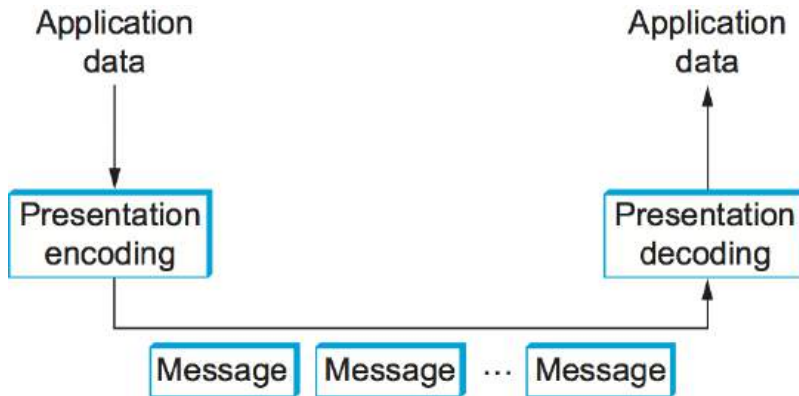 Application
data
Application
data
Presentation
encoding
Presentation
decoding
Message
Message
...
Message